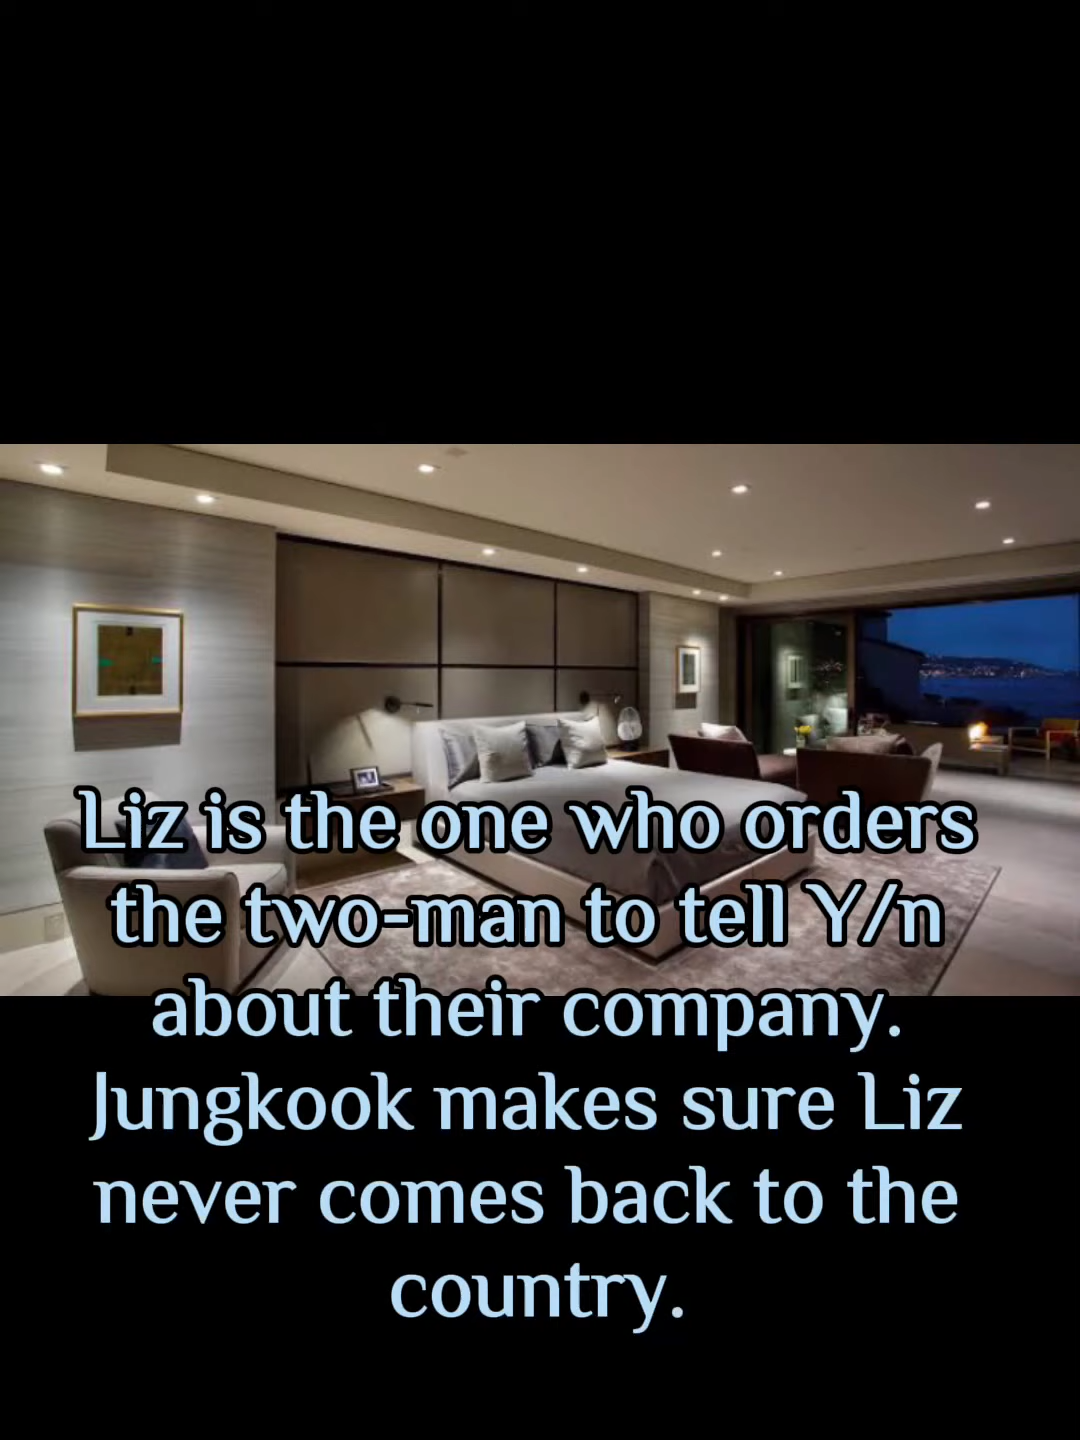 Liz is the one who orders
the two-man to tell Y/n
about their company.
Jungkook makes sure Liz
never comes back to the
country.